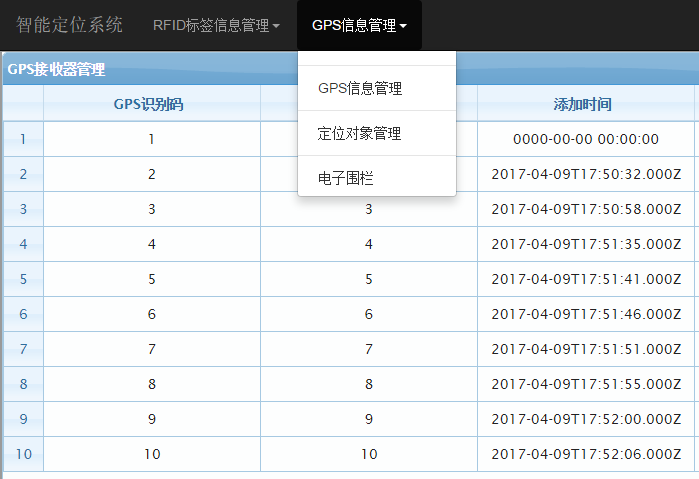 智能定位系统 RFID标签信息管理 GPS信息管理
GPS接收器管理
GPS信息管理
定位对象管理
电子围栏
GPS识别码 添加时间
1 1 0000-00-00 00:00:00
2 2 2017-04-09T17:50:32.000Z
3 3 3 2017-04-09T17:50:58.000Z
4 4 4 2017-04-09T17:51:35.000Z
5 5 5 2017-04-09T17:51:41.000Z
6 6 6 2017-04-09T17:51:46.000Z
7 7 7 2017-04-09T17:51:51.000Z
8 8 8 2017-04-09T17:51:55.000Z
9 9 9 2017-04-09T17:52:00.000Z
10 10 10 2017-04-09T17:52:06.000Z